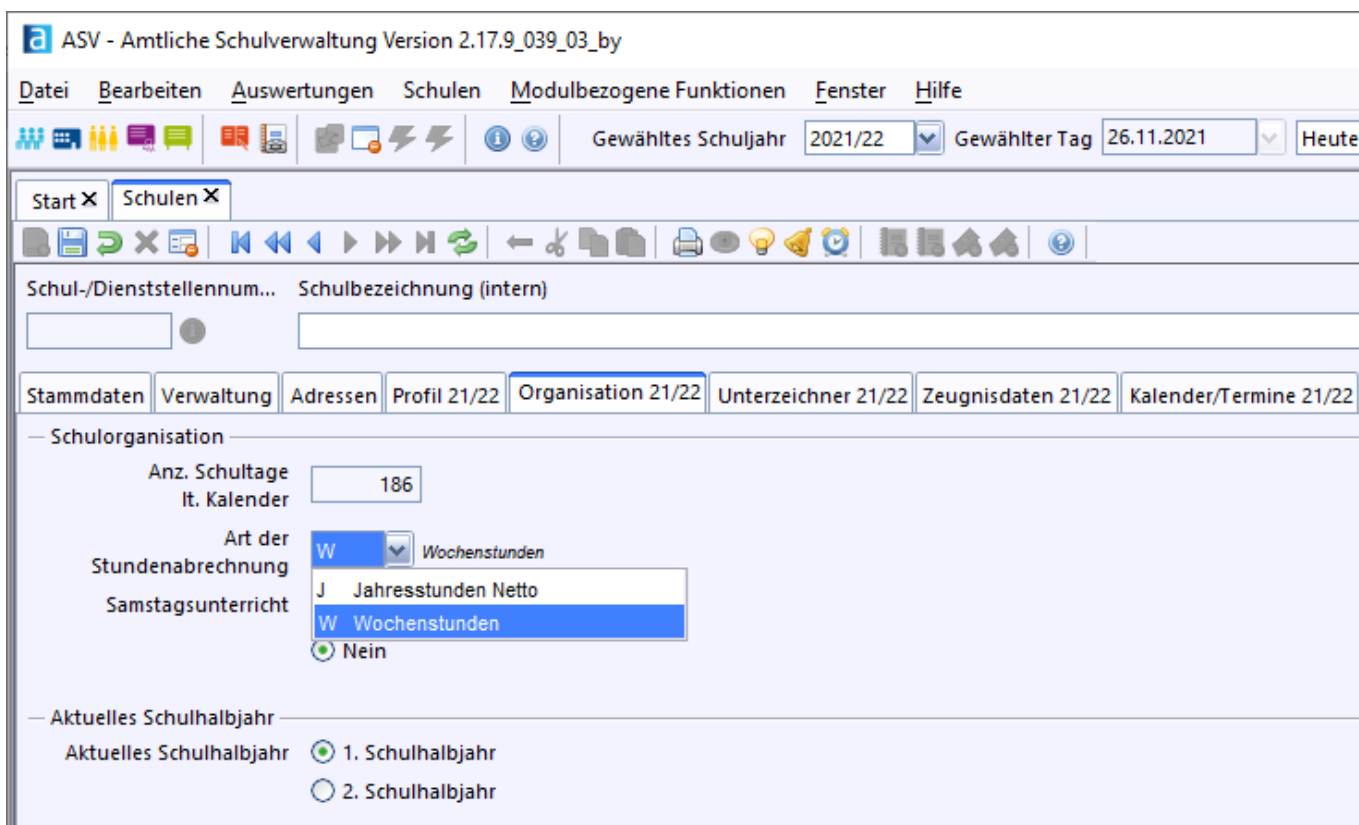 ASV - Amtliche Schulverwaltung Version 2.17.9_039_03_by
Datei Bearbeiten Auswertungen Schulen Modulbezogene Funktionen Fenster Hilfe
Gewähltes Schuljahr 2021/22 Gewählter Tag 26.11.2021 Heute
Start Schulen
Schul-/Dienststellennum... Schulbezeichnung (intern)
Stammdaten Verwaltung Adressen Profil 21/22 Organisation 21/22 Unterzeichner 21/22 Zeugnisdaten 21/22 Kalender/Termine 21/22
Schulorganisation
Anz. Schultage
lt. Kalender 186
Art der
Stundenabrechnung W Wochenstunden
J Jahresstunden Netto
Samstagsunterricht
W Wochenstunden
Nein
Aktuelles Schulhalbjahr
Aktuelles Schulhalbjahr 1. Schulhalbjahr
2. Schulhalbjahr